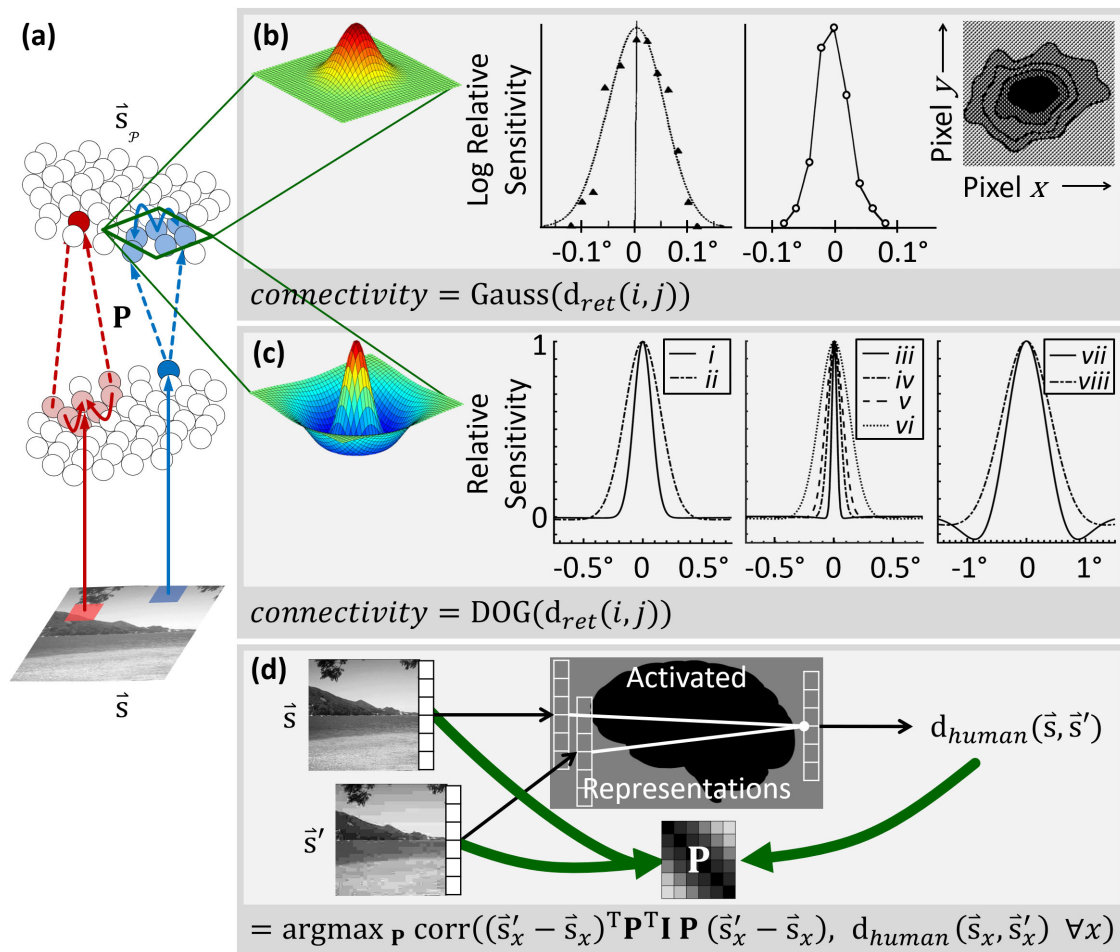 (a)
s⃗_𝒫
P
s⃗
(b)
Log Relative
Sensitivity
-0.1° 0 0.1°
-0.1° 0 0.1°
Pixel y
Pixel x
connectivity = Gauss(d_ret(i, j))
(c)
Relative
Sensitivity
1
0
i
ii
-0.5° 0 0.5°
iii
iv
v
vi
-0.5° 0 0.5°
vii
viii
-1° 0 1°
connectivity = DOG(d_ret(i, j))
(d)
s⃗
s⃗′
Activated
Representations
d_human(s⃗, s⃗′)
P
= argmax_P corr((s⃗′_x − s⃗_x)^T P^T I P (s⃗′_x − s⃗_x), d_human(s⃗_x, s⃗′_x) ∀x)